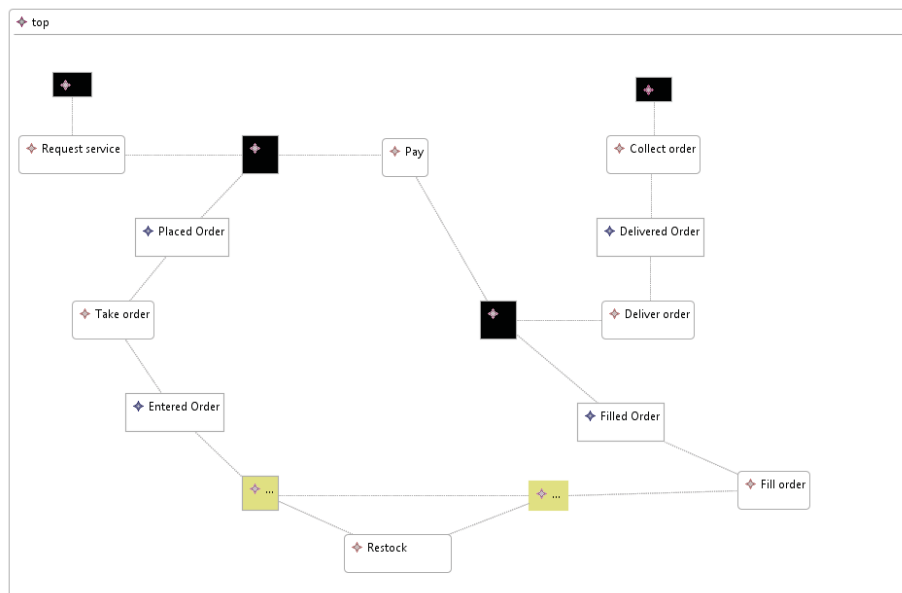 top
Request service
Pay
Collect order
Placed Order
Delivered Order
Take order
Deliver order
Entered Order
Filled Order
...
...
Fill order
Restock